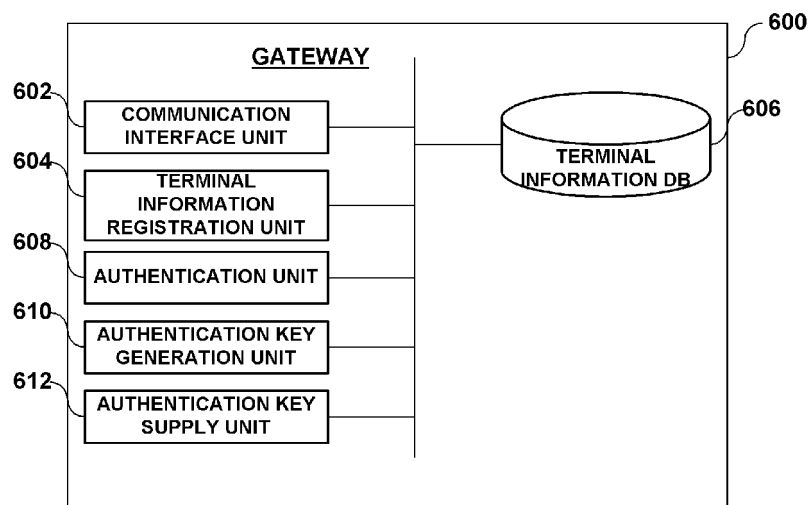 600
GATEWAY
602
COMMUNICATION
INTERFACE UNIT
606
TERMINAL
INFORMATION DB
604
TERMINAL
INFORMATION
REGISTRATION UNIT
608
AUTHENTICATION UNIT
610
AUTHENTICATION KEY
GENERATION UNIT
612
AUTHENTICATION KEY
SUPPLY UNIT